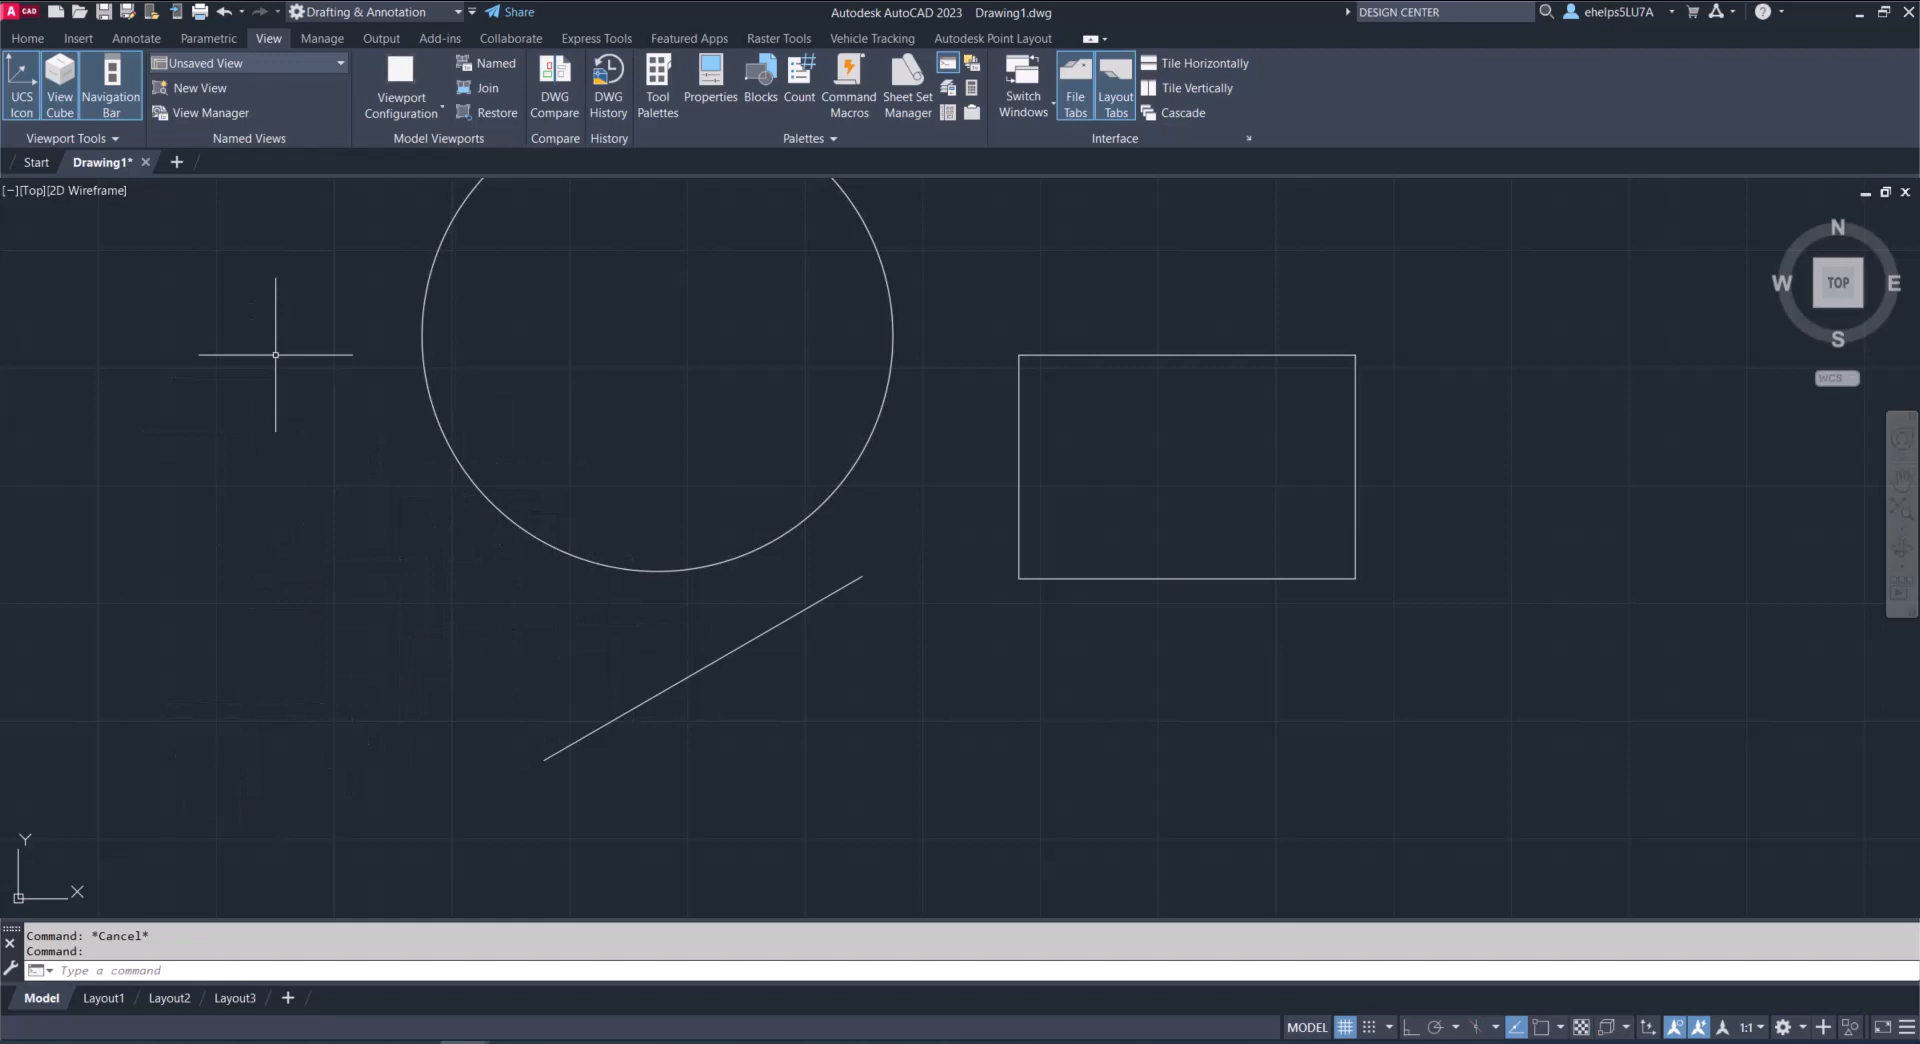 A CAD
Drafting & Annotation
Share
Autodesk AutoCAD 2023 Drawing1.dwg
DESIGN CENTER
ehelps5LU7A
Home Insert Annotate Parametric View Manage Output Add-ins Collaborate Express Tools Featured Apps Raster Tools Vehicle Tracking Autodesk Point Layout
UCS Icon
View Cube
Navigation Bar
Viewport Tools
Unsaved View
New View
View Manager
Named Views
Viewport Configuration
Named
Join
Restore
Model Viewports
DWG Compare
Compare
DWG History
History
Tool Palettes
Properties
Blocks
Count
Command Macros
Sheet Set Manager
Palettes
Switch Windows
File Tabs
Layout Tabs
Tile Horizontally
Tile Vertically
Cascade
Interface
Start Drawing1*
[−][Top][2D Wireframe]
N
W TOP E
S
WCS
Y
X
Command: *Cancel*
Command:
Type a command
Model Layout1 Layout2 Layout3
MODEL 1:1